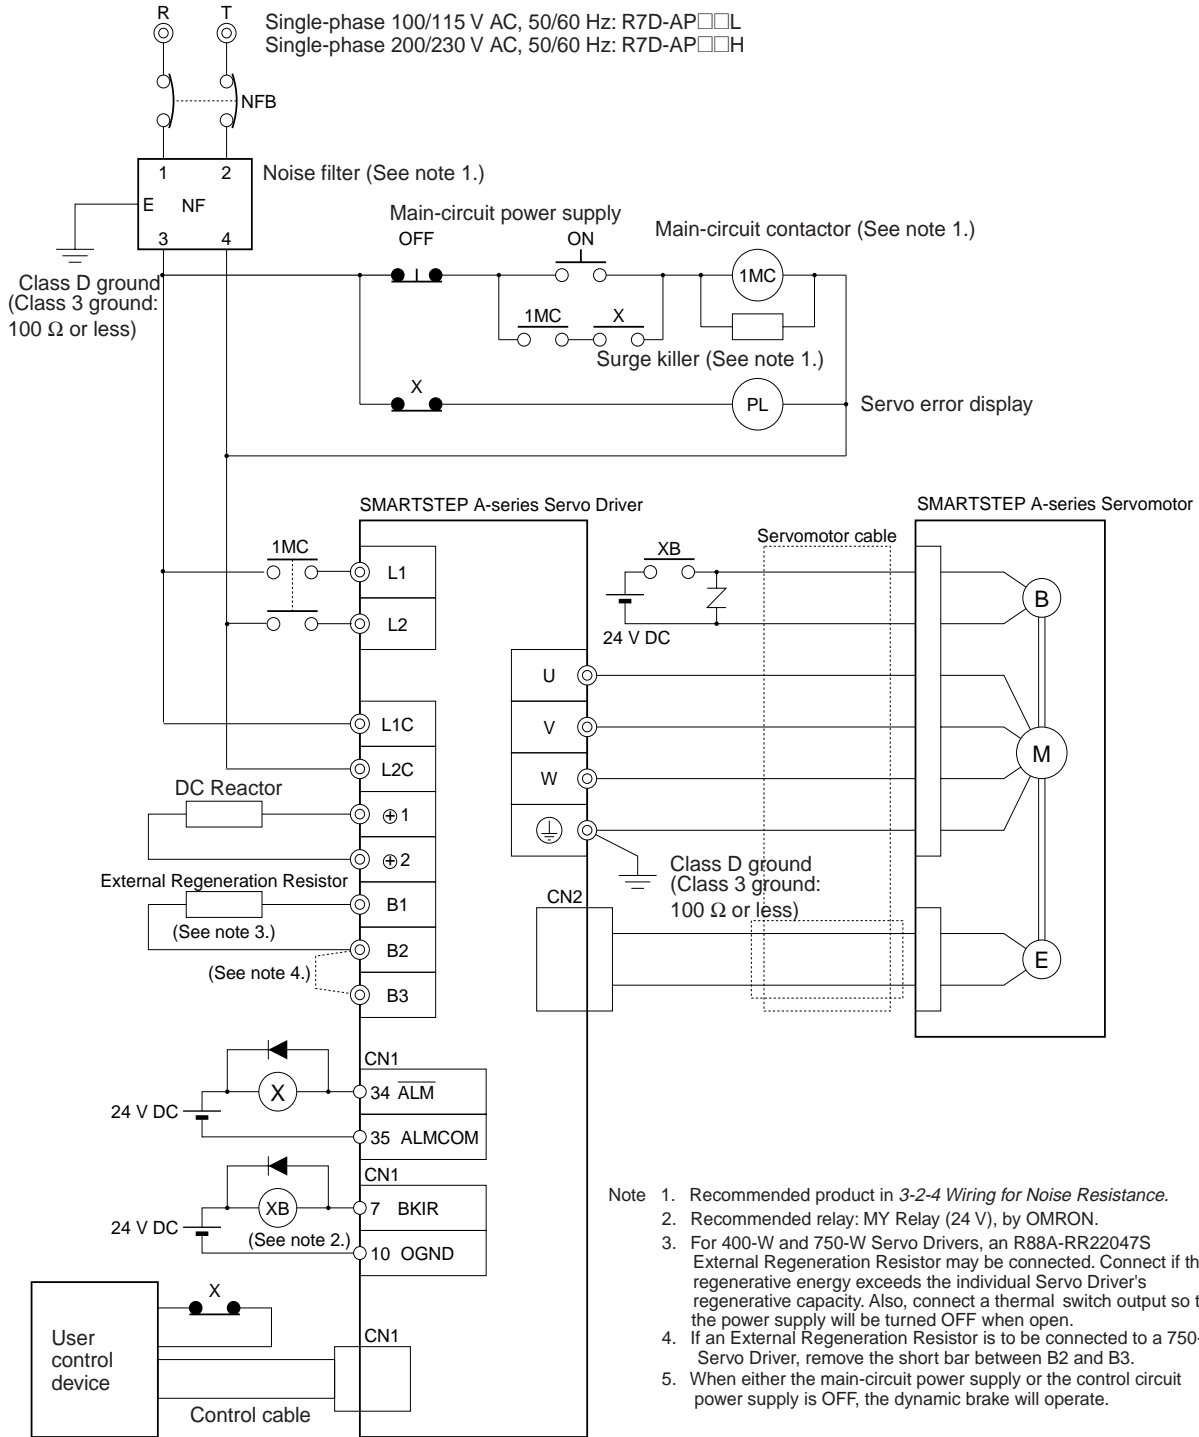 R
T
Single-phase 100/115 V AC, 50/60 Hz: R7D-AP□□L
Single-phase 200/230 V AC, 50/60 Hz: R7D-AP□□H
NFB
1
2
Noise filter (See note 1.)
E
NF
3
4
Main-circuit power supply
OFF
ON
Main-circuit contactor (See note 1.)
Class D ground
(Class 3 ground:
100 Ω or less)
1MC
1MC
X
Surge killer (See note 1.)
X
PL
Servo error display
SMARTSTEP A-series Servo Driver
SMARTSTEP A-series Servomotor
1MC
L1
L2
XB
Servomotor cable
24 V DC
B
U
V
W
M
L1C
L2C
DC Reactor
⊕1
⊕2
Class D ground
(Class 3 ground:
100 Ω or less)
External Regeneration Resistor
(See note 3.)
B1
B2
(See note 4.)
B3
CN2
E
CN1
X
34 A̅L̅M̅
24 V DC
35 ALMCOM
CN1
XB
7 BKIR
24 V DC
(See note 2.)
10 OGND
X
User
control
device
CN1
Control cable
Note 1. Recommended product in 3-2-4 Wiring for Noise Resistance.
2. Recommended relay: MY Relay (24 V), by OMRON.
3. For 400-W and 750-W Servo Drivers, an R88A-RR22047S
External Regeneration Resistor may be connected. Connect if th
regenerative energy exceeds the individual Servo Driver's
regenerative capacity. Also, connect a thermal switch output so t
the power supply will be turned OFF when open.
4. If an External Regeneration Resistor is to be connected to a 750-
Servo Driver, remove the short bar between B2 and B3.
5. When either the main-circuit power supply or the control circuit
power supply is OFF, the dynamic brake will operate.